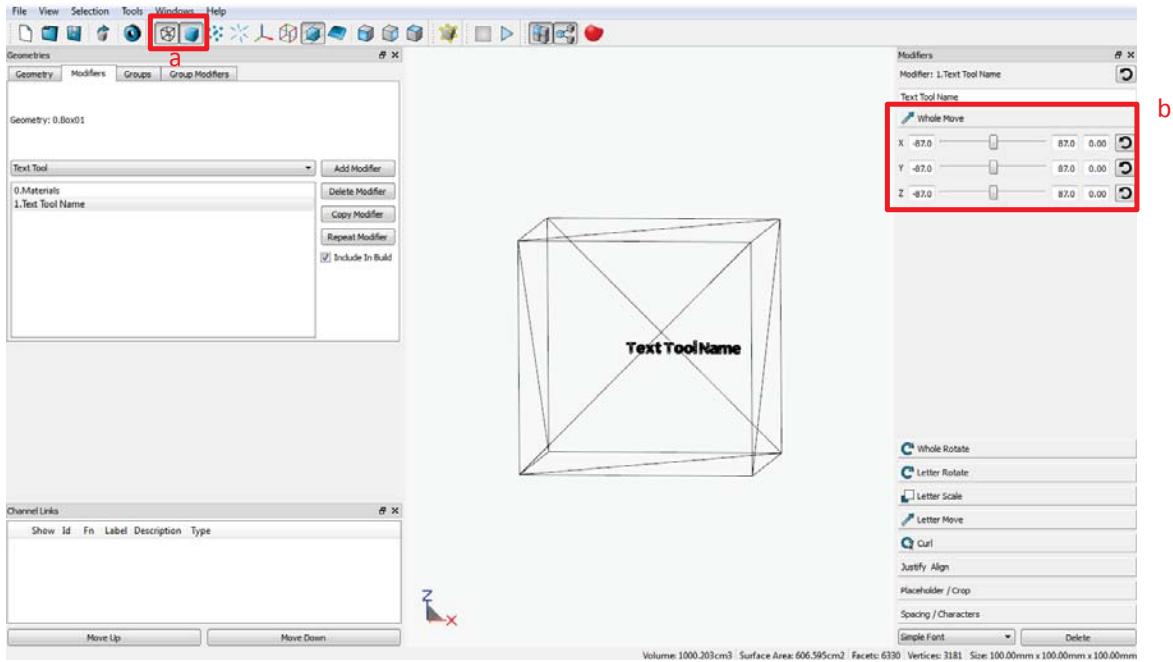 File View Selection Tools Windows Help
a
Geometries
Geometry Modifiers Groups Group Modifiers
Geometry: 0.Box01
Text Tool
Add Modifier
0.Materials
1.Text Tool Name
Delete Modifier
Copy Modifier
Repeat Modifier
Include In Build
Channel Links
Show Id Fn Label Description Type
Move Up
Move Down
Text Tool Name
Z
X
Modifiers
Modifier: 1.Text Tool Name
Text Tool Name
b
Whole Move
X -87.0 87.0 0.00
Y -87.0 87.0 0.00
Z -87.0 87.0 0.00
Whole Rotate
Letter Rotate
Letter Scale
Letter Move
Curl
Justify Align
Placeholder / Crop
Spacing / Characters
Simple Font
Delete
Volume: 1000.203cm3 Surface Area: 606.595cm2 Facets: 6330 Vertices: 3181 Size: 100.00mm x 100.00mm x 100.00mm